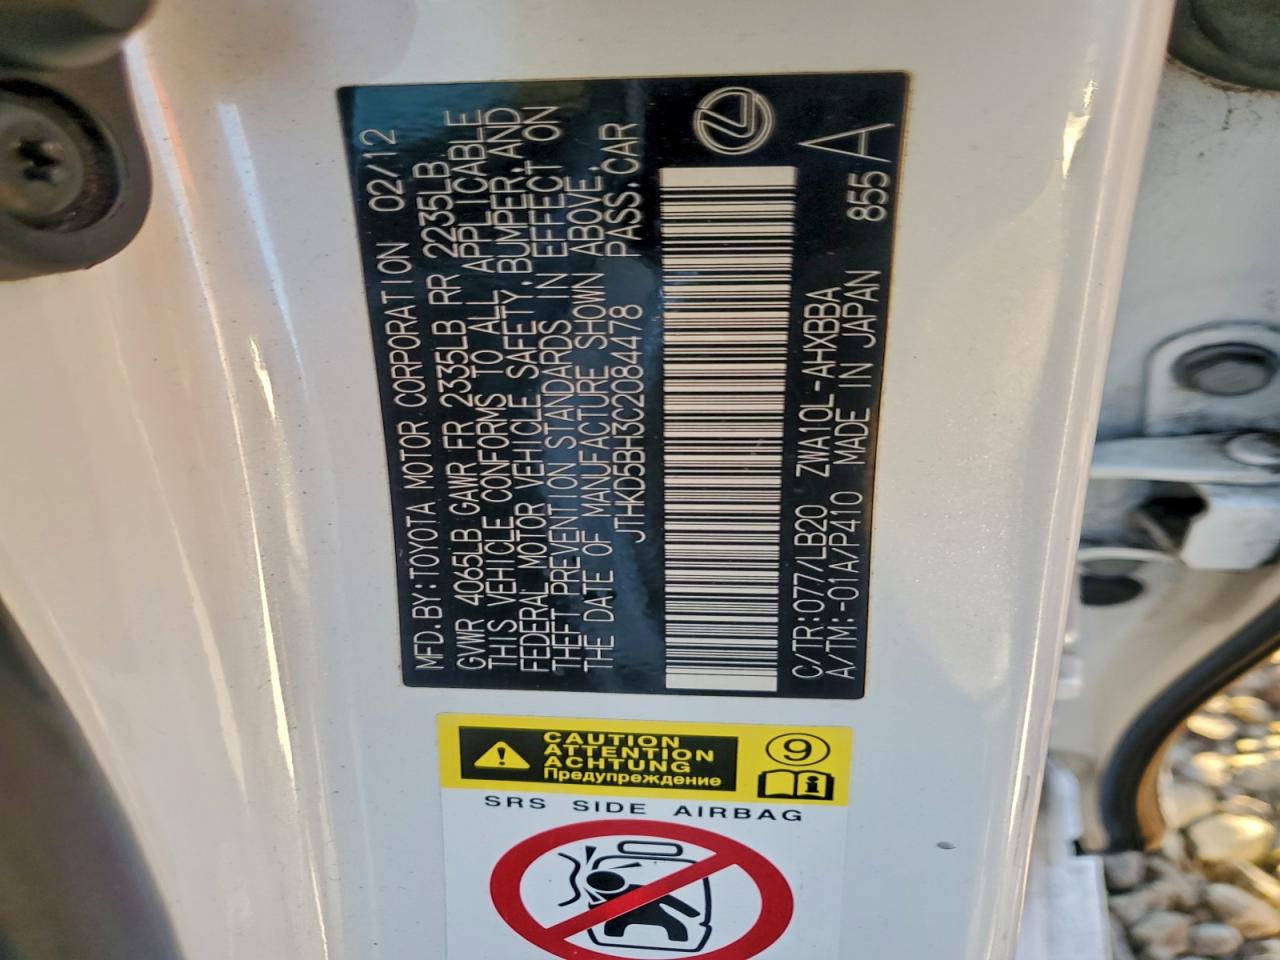 MFD.BY:TOYOTA MOTOR CORPORATION 02/12
GVWR 4065LB GAWR FR 2335LB RR 2235LB
THIS VEHICLE CONFORMS TO ALL APPLICABLE
FEDERAL MOTOR VEHICLE SAFETY,BUMPER,AND
THEFT PREVENTION STANDARDS IN EFFECT ON
THE DATE OF MANUFACTURE SHOWN ABOVE.
JTHKD5BH3C2084478 PASS.CAR
C/TR:077/LB20 ZWA10L-AHXBBA
A/TM:-01A/P410 MADE IN JAPAN
855 A
CAUTION
ATTENTION
ACHTUNG
Предупреждение
9
SRS SIDE AIRBAG